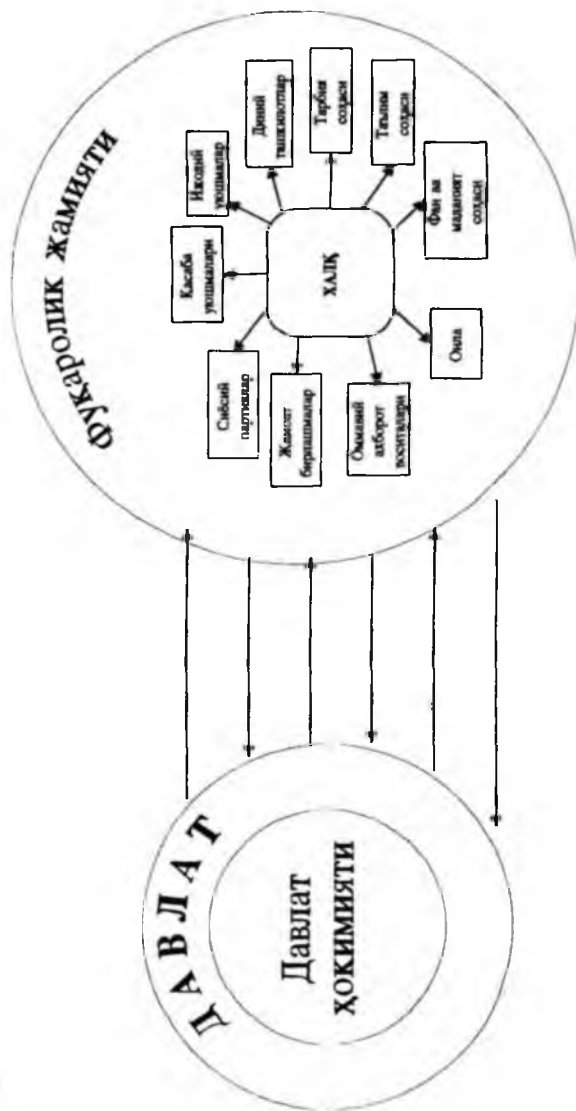 ДАВЛАТ
Давлат
ҳокимияти
Фуқаролик жамияти
Сиёсий
партиялар
Касаба
уюшмалари
Ижодий
уюшмалар
Диний
ташкилотлар
Тарбия
соҳаси
Таълим
соҳаси
Фан ва
маданият
соҳаси
Оила
Оммавий
ахборот
воситалари
Жамоат
бирлашмалар
ХАЛҚ